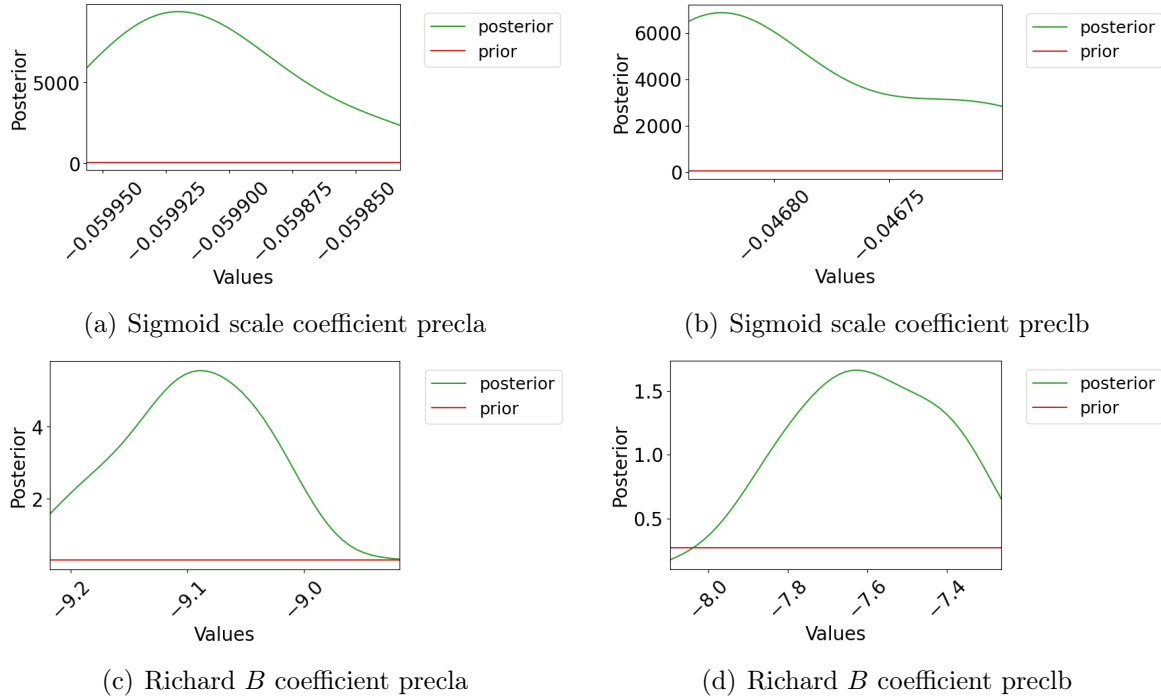 Posterior
5000
0
−0.059950
−0.059925
−0.059900
−0.059875
−0.059850
Values
posterior
prior
(a) Sigmoid scale coefficient precla
Posterior
6000
4000
2000
0
−0.04680
−0.04675
Values
posterior
prior
(b) Sigmoid scale coefficient preclb
Posterior
4
2
−9.2
−9.1
−9.0
Values
posterior
prior
(c) Richard B coefficient precla
Posterior
1.5
1.0
0.5
−8.0
−7.8
−7.6
−7.4
Values
posterior
prior
(d) Richard B coefficient preclb